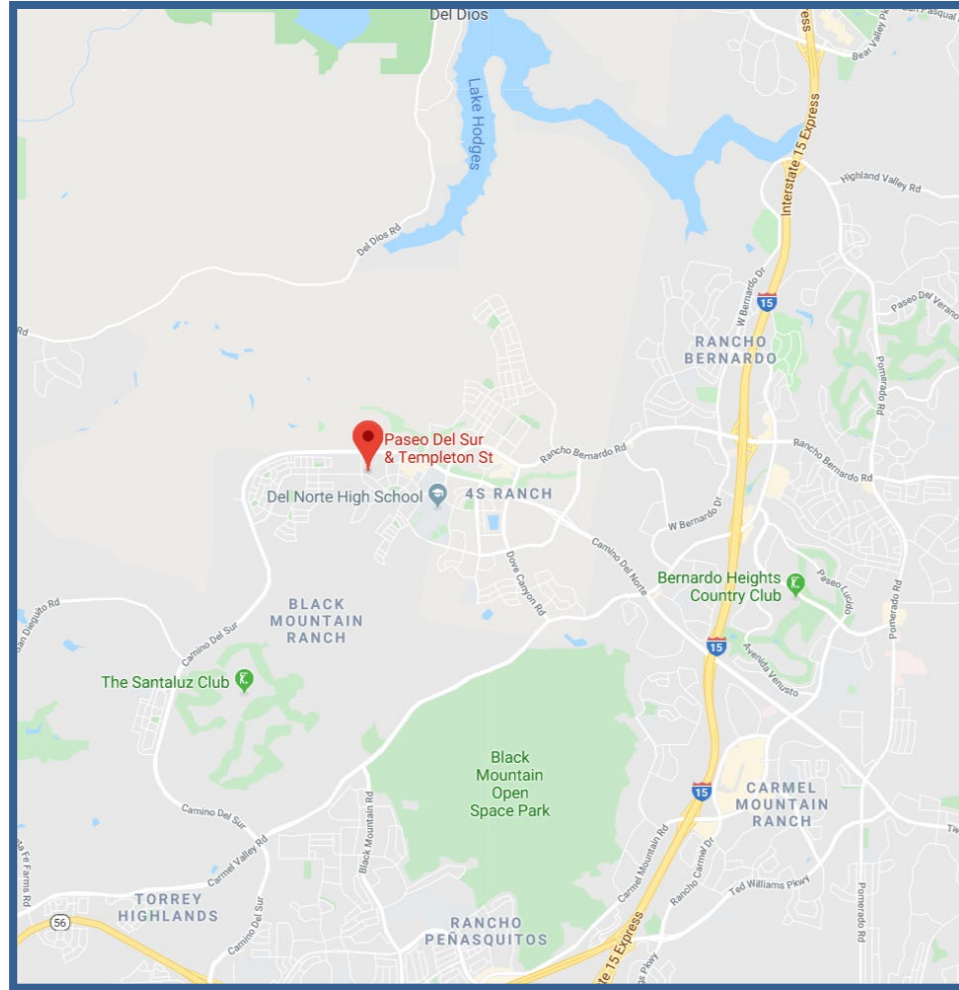 Del Dios
Bear Valley Pk
Lake Hodges
Interstate 15 Express
Highland Valley Rd
Del Dios Rd
W Bernardo Dr
Paseo Del Verano
15
Rd
RANCHO
BERNARDO
Pomerado Rd
Paseo Del Sur
& Templeton St
Rancho Bernardo Rd
Rancho Bernardo Rd
Del Norte High School
4S RANCH
W Bernardo Dr
Camino Del Norte
Dove Canyon Rd
Bernardo Heights
Country Club
Paseo Lucido
Pomerado Rd
BLACK
MOUNTAIN
RANCH
Camino Del Sur
15
Avenida Venusto
The Santaluz Club
Black
Mountain
Open
Space Park
15
CARMEL
MOUNTAIN
RANCH
Camino Del Sur
Black Mountain Rd
Carmel Valley Rd
Carmel Mountain Rd
Rancho Carmel Dr
Ted Williams Pkwy
Pomerado Rd
TORREY
HIGHLANDS
56
Camino Del Sur
RANCHO
PEÑASQUITOS
Interstate 15 Express